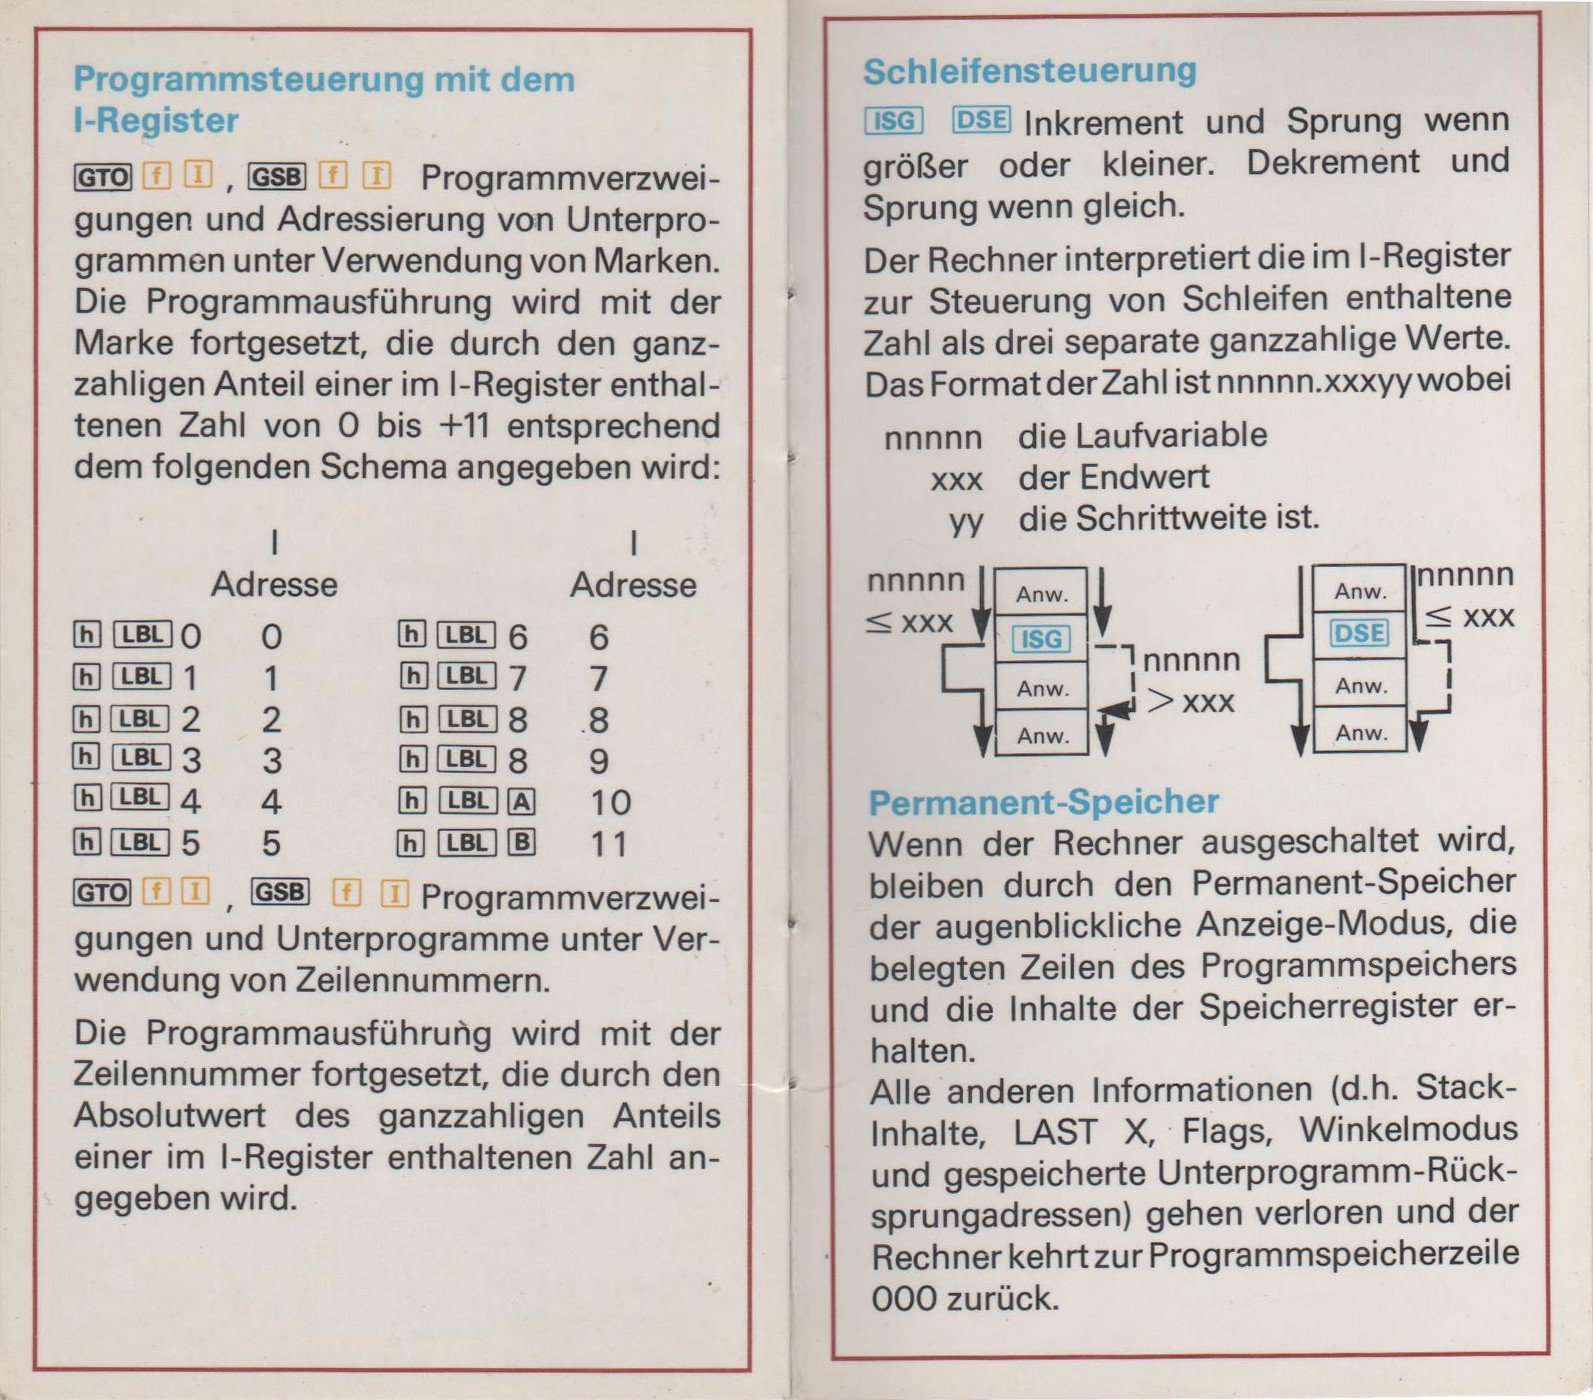 Programmsteuerung mit dem
I-Register
GTO f I , GSB f I Programmverzwei-
gungen und Adressierung von Unterpro-
grammen unter Verwendung von Marken.
Die Programmausführung wird mit der
Marke fortgesetzt, die durch den ganz-
zahligen Anteil einer im I-Register enthal-
tenen Zahl von 0 bis +11 entsprechend
dem folgenden Schema angegeben wird:
I I
Adresse Adresse
h LBL 0 0 h LBL 6 6
h LBL 1 1 h LBL 7 7
h LBL 2 2 h LBL 8 8
h LBL 3 3 h LBL 8 9
h LBL 4 4 h LBL A 10
h LBL 5 5 h LBL B 11
GTO f I , GSB f I Programmverzwei-
gungen und Unterprogramme unter Ver-
wendung von Zeilennummern.
Die Programmausführung wird mit der
Zeilennummer fortgesetzt, die durch den
Absolutwert des ganzzahligen Anteils
einer im I-Register enthaltenen Zahl an-
gegeben wird.
Schleifensteuerung
ISG DSE Inkrement und Sprung wenn
größer oder kleiner. Dekrement und
Sprung wenn gleich.
Der Rechner interpretiert die im I-Register
zur Steuerung von Schleifen enthaltene
Zahl als drei separate ganzzahlige Werte.
Das Format der Zahl ist nnnnn.xxxyy wobei
nnnnn die Laufvariable
xxx der Endwert
yy die Schrittweite ist.
nnnnn
≤ xxx
Anw.
ISG
Anw.
Anw.
nnnnn
> xxx
Anw.
DSE
Anw.
Anw.
nnnnn
≤ xxx
Permanent-Speicher
Wenn der Rechner ausgeschaltet wird,
bleiben durch den Permanent-Speicher
der augenblickliche Anzeige-Modus, die
belegten Zeilen des Programmspeichers
und die Inhalte der Speicherregister er-
halten.
Alle anderen Informationen (d.h. Stack-
Inhalte, LAST X, Flags, Winkelmodus
und gespeicherte Unterprogramm-Rück-
sprungadressen) gehen verloren und der
Rechner kehrt zur Programmspeicherzeile
000 zurück.